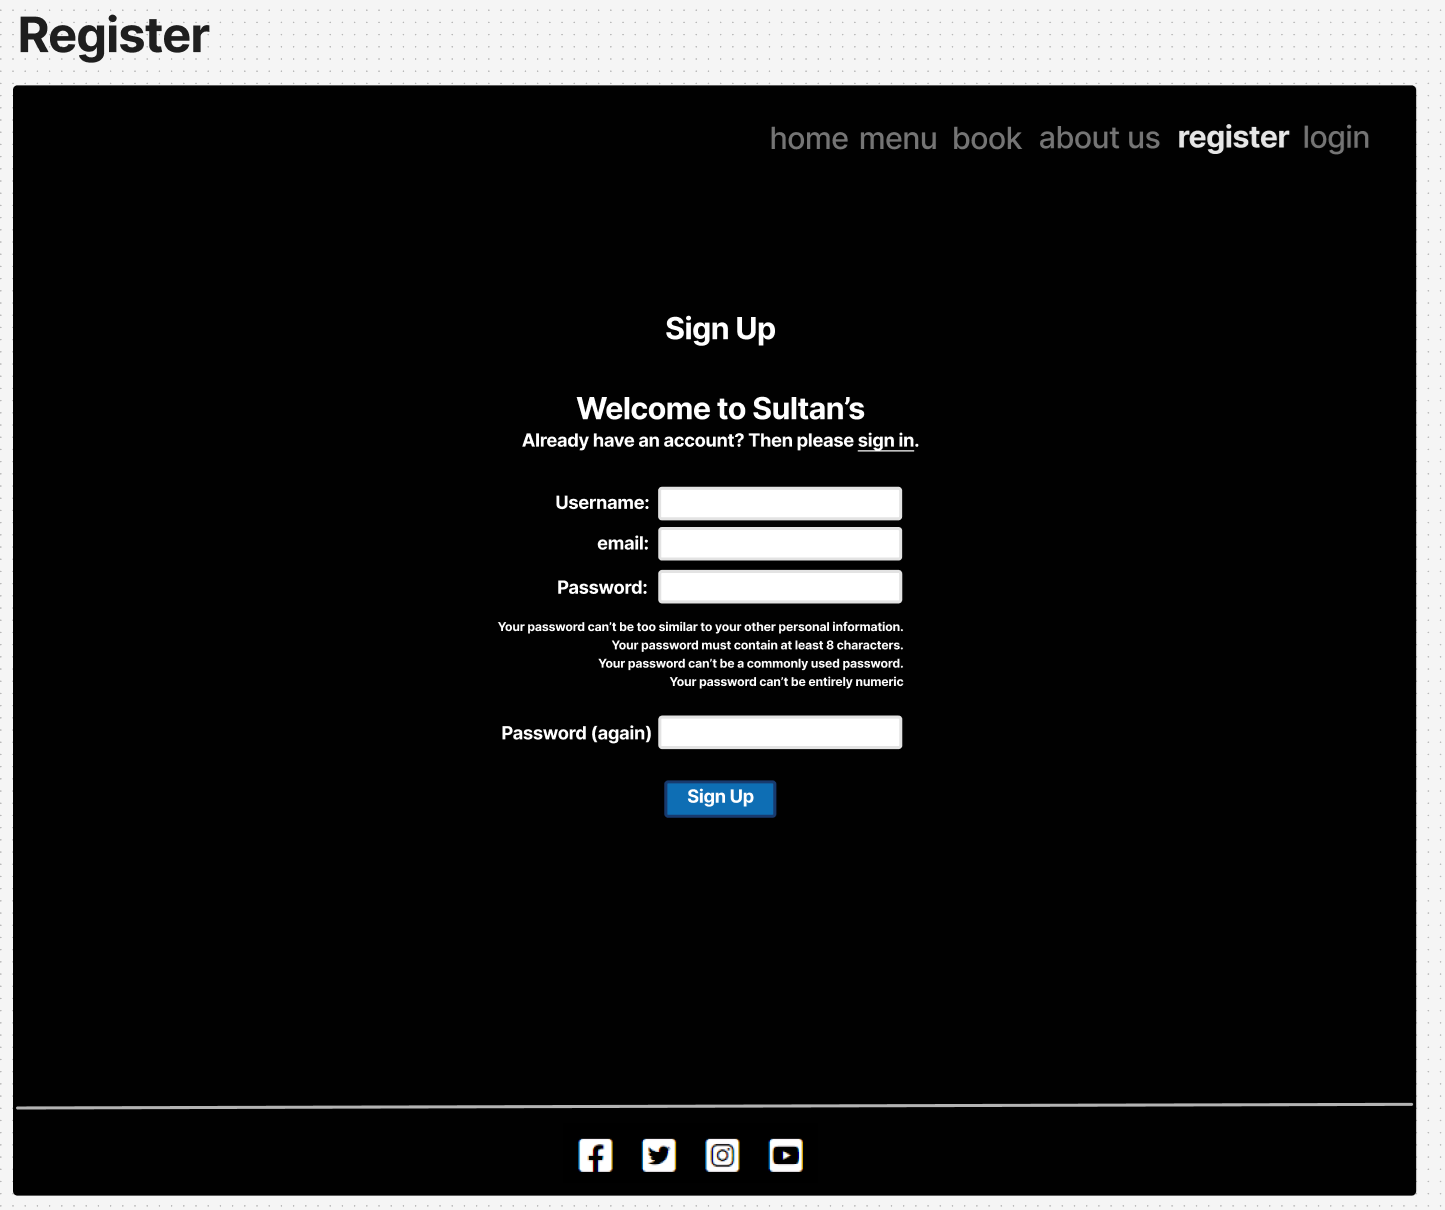 Register
home menu book about us register login
Sign Up
Welcome to Sultan’s
Already have an account? Then please sign in.
Username:
email:
Password:
Your password can’t be too similar to your other personal information.
Your password must contain at least 8 characters.
Your password can’t be a commonly used password.
Your password can’t be entirely numeric
Password (again)
Sign Up